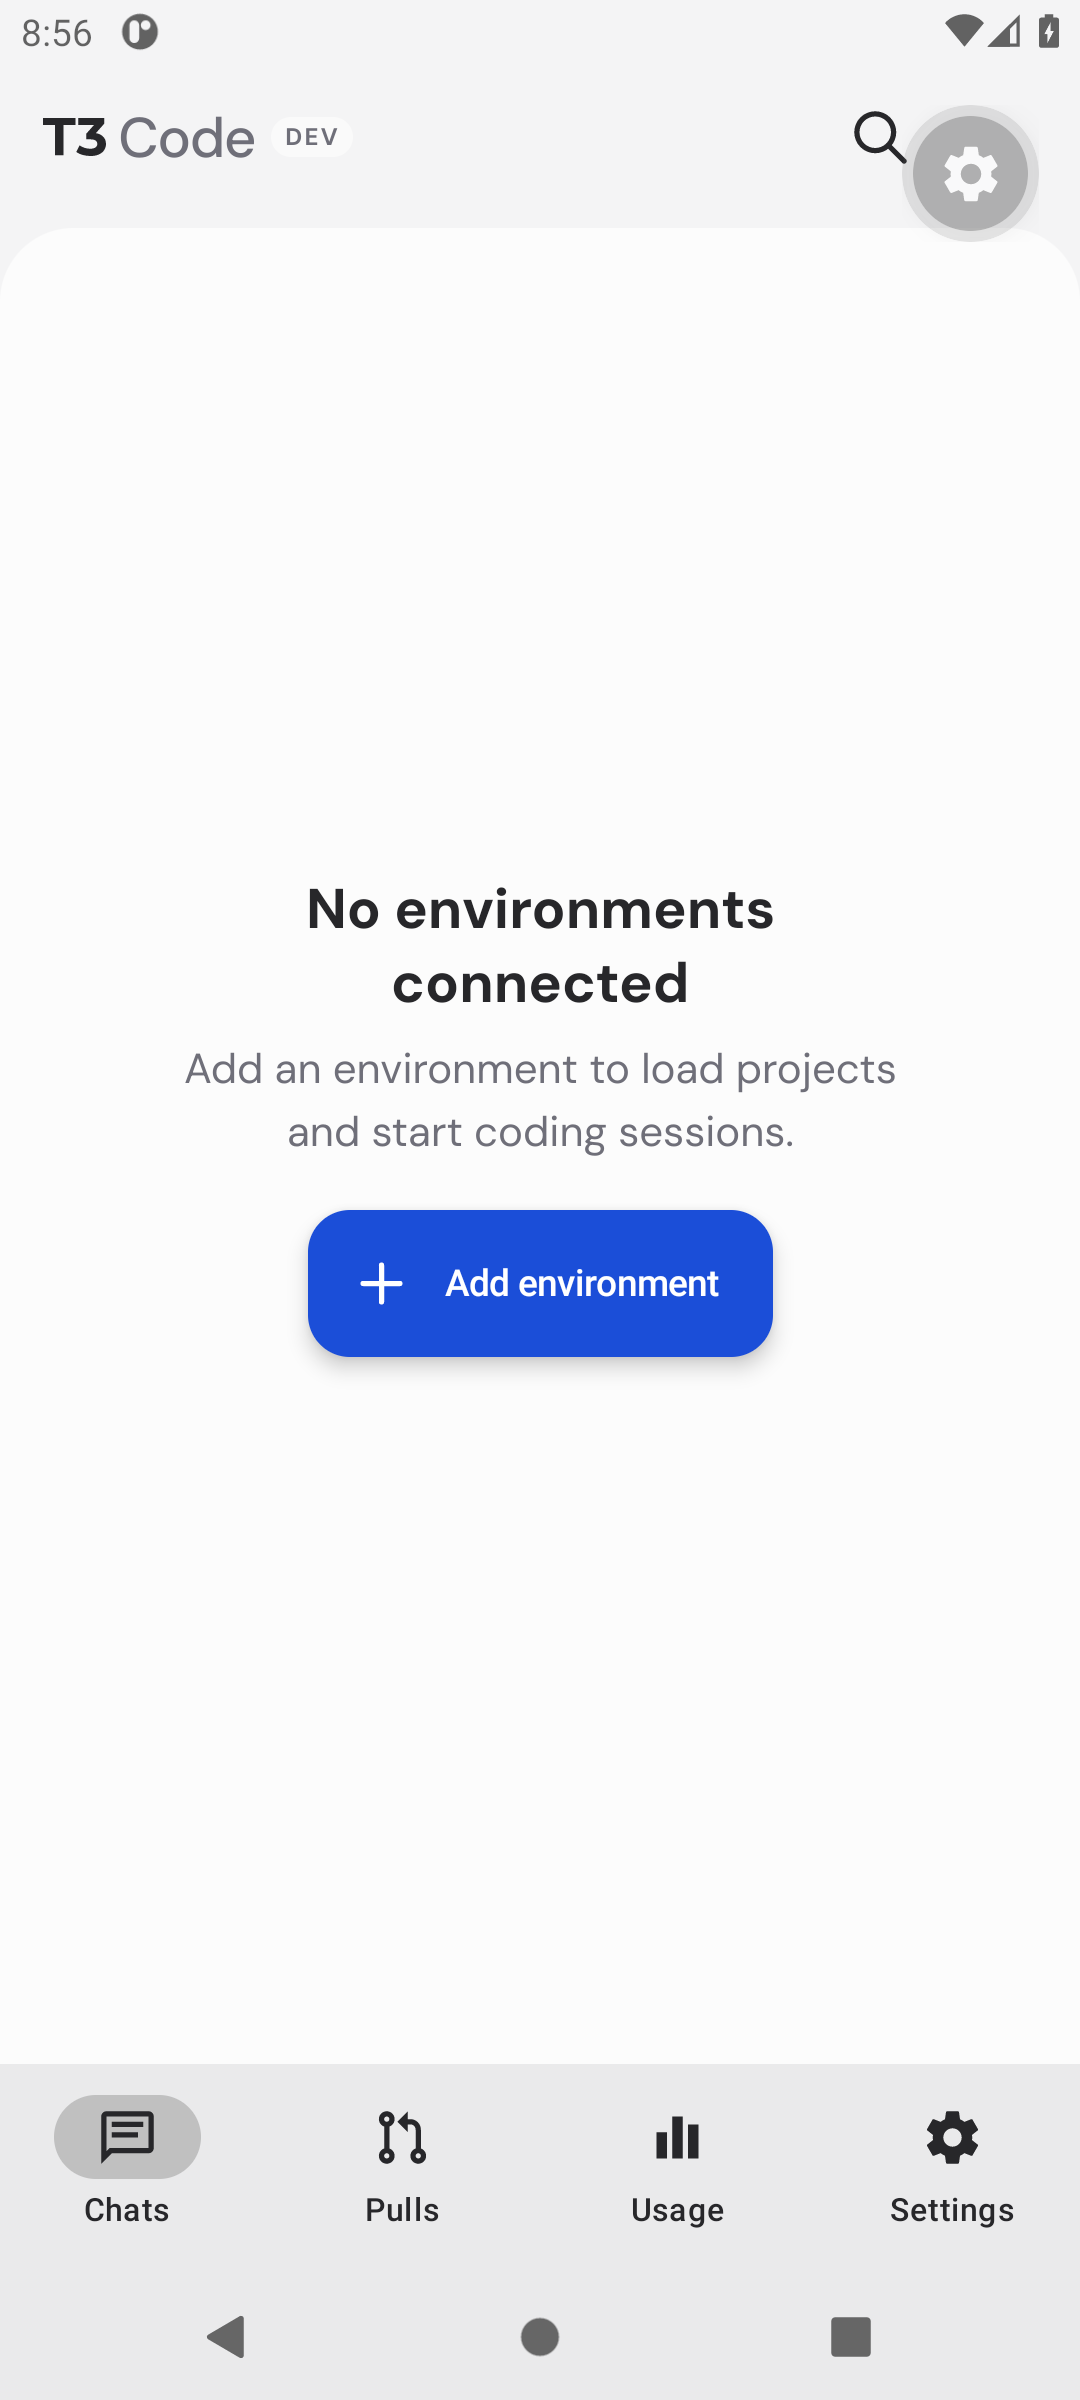 8:56
T3 Code DEV
No environments
connected
Add an environment to load projects
and start coding sessions.
Add environment
Chats
Pulls
Usage
Settings